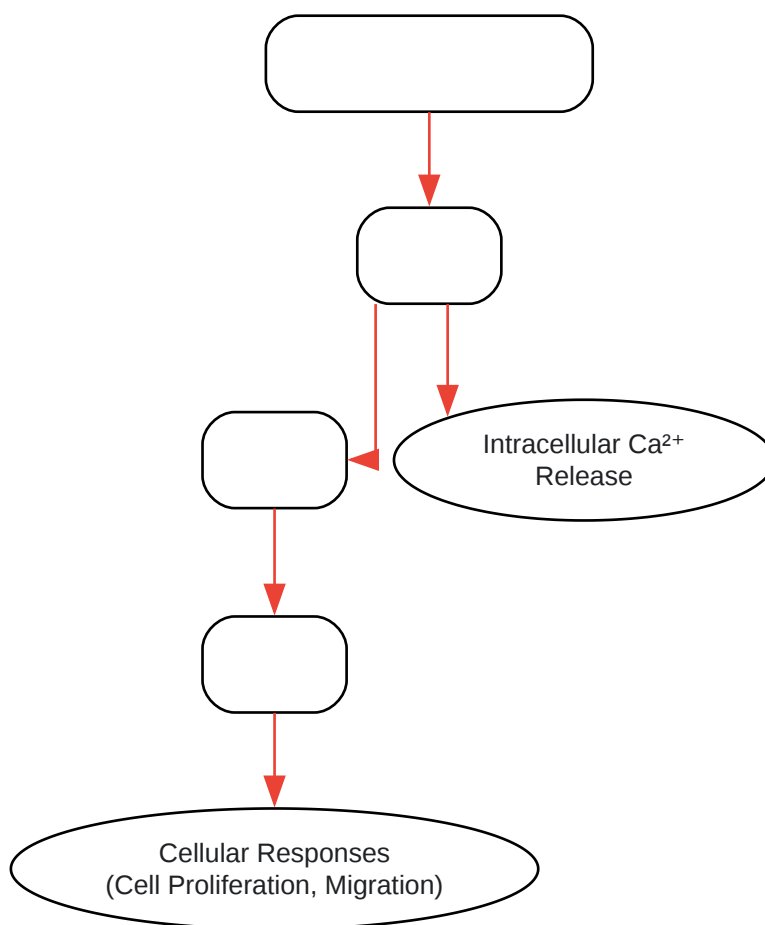 Intracellular Ca²⁺
Release
Cellular Responses
(Cell Proliferation, Migration)